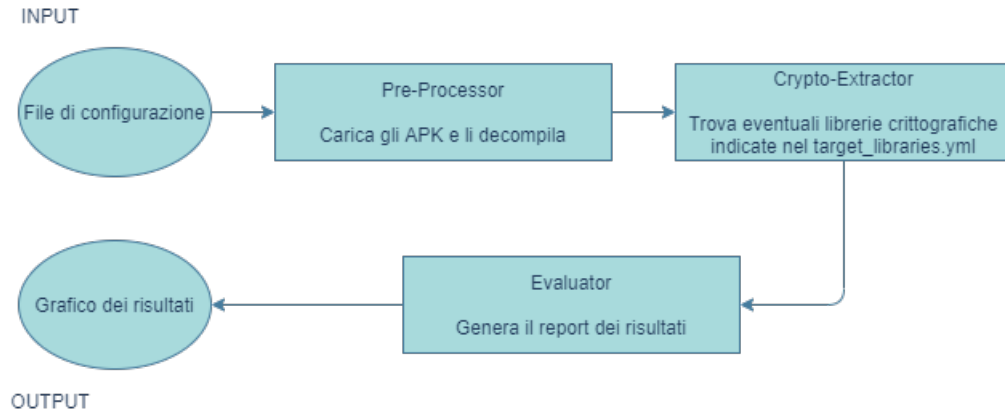 INPUT
File di configurazione
Pre-Processor
Carica gli APK e li decompila
Crypto-Extractor
Trova eventuali librerie crittografiche
indicate nel target_libraries.yml
Evaluator
Genera il report dei risultati
Grafico dei risultati
OUTPUT